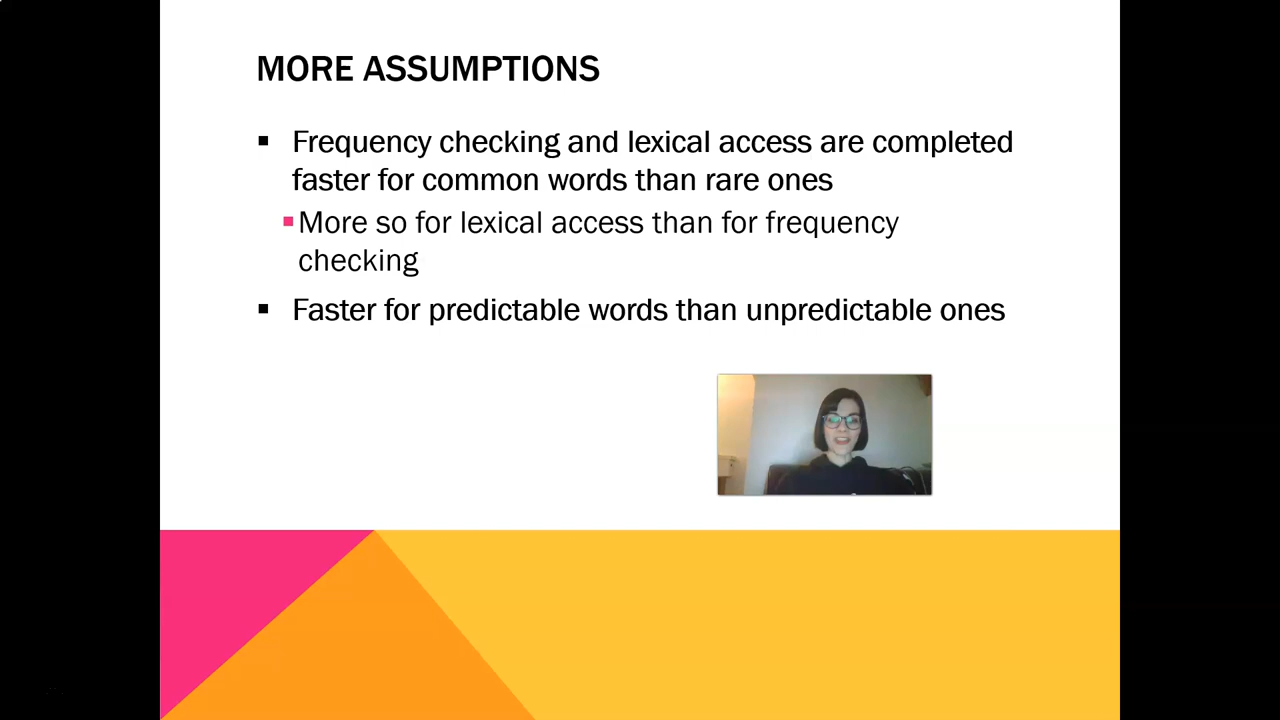 MORE ASSUMPTIONS
▪ Frequency checking and lexical access are completed
faster for common words than rare ones
▪ More so for lexical access than for frequency
checking
▪ Faster for predictable words than unpredictable ones